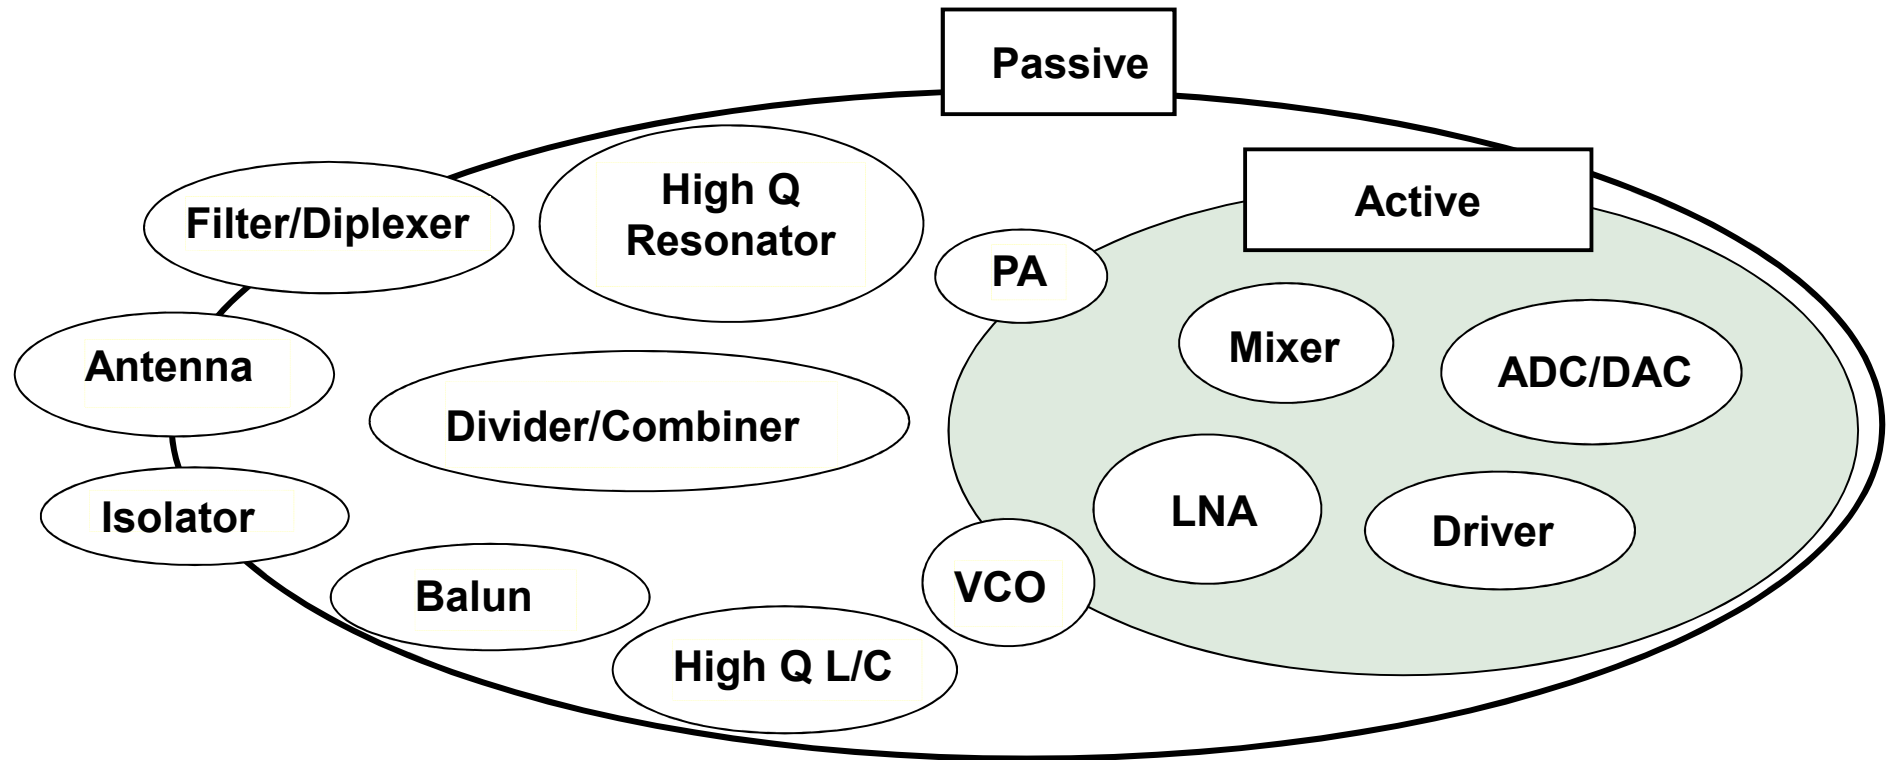 Passive
Active
High Q
Resonator
Filter/Diplexer
PA
Mixer
Antenna
ADC/DAC
Divider/Combiner
Isolator
LNA
Driver
Balun
VCO
High Q L/C